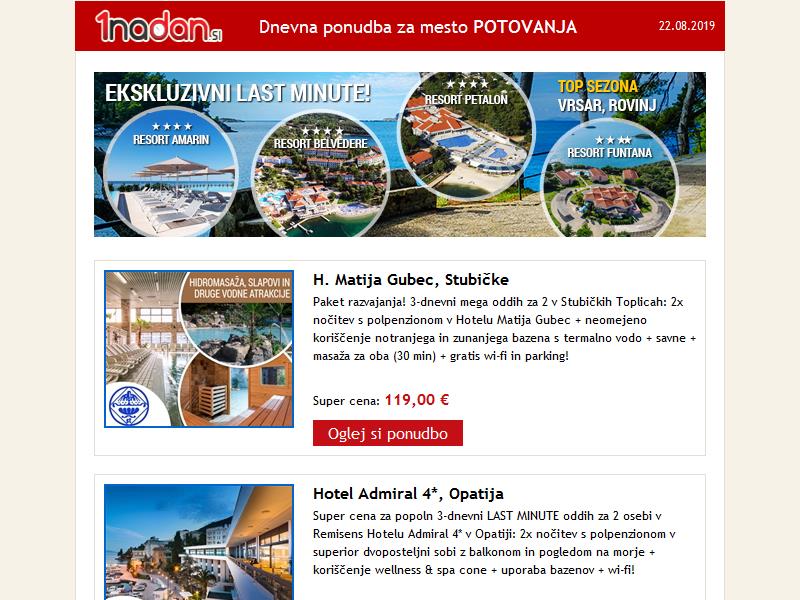 1nadan.si
Dnevna ponudba za mesto POTOVANJA
22.08.2019
EKSKLUZIVNI LAST MINUTE!
RESORT AMARIN
RESORT BELVEDERE
RESORT PETALON
TOP SEZONA
VRSAR, ROVINJ
RESORT FUNTANA
HIDROMASAŽA, SLAPOVI IN
DRUGE VODNE ATRAKCIJE
H. Matija Gubec, Stubičke
Paket razvajanja! 3-dnevni mega oddih za 2 v Stubičkih Toplicah: 2x
nočitev s polpenzionom v Hotelu Matija Gubec + neomejeno
koriščenje notranjega in zunanjega bazena s termalno vodo + savne +
masaža za oba (30 min) + gratis wi-fi in parking!
Super cena: 119,00 €
Oglej si ponudbo
Hotel Admiral 4*, Opatija
Super cena za popoln 3-dnevni LAST MINUTE oddih za 2 osebi v
Remisens Hotelu Admiral 4* v Opatiji: 2x nočitev s polpenzionom v
superior dvoposteljni sobi z balkonom in pogledom na morje +
koriščenje wellness & spa cone + uporaba bazenov + wi-fi!